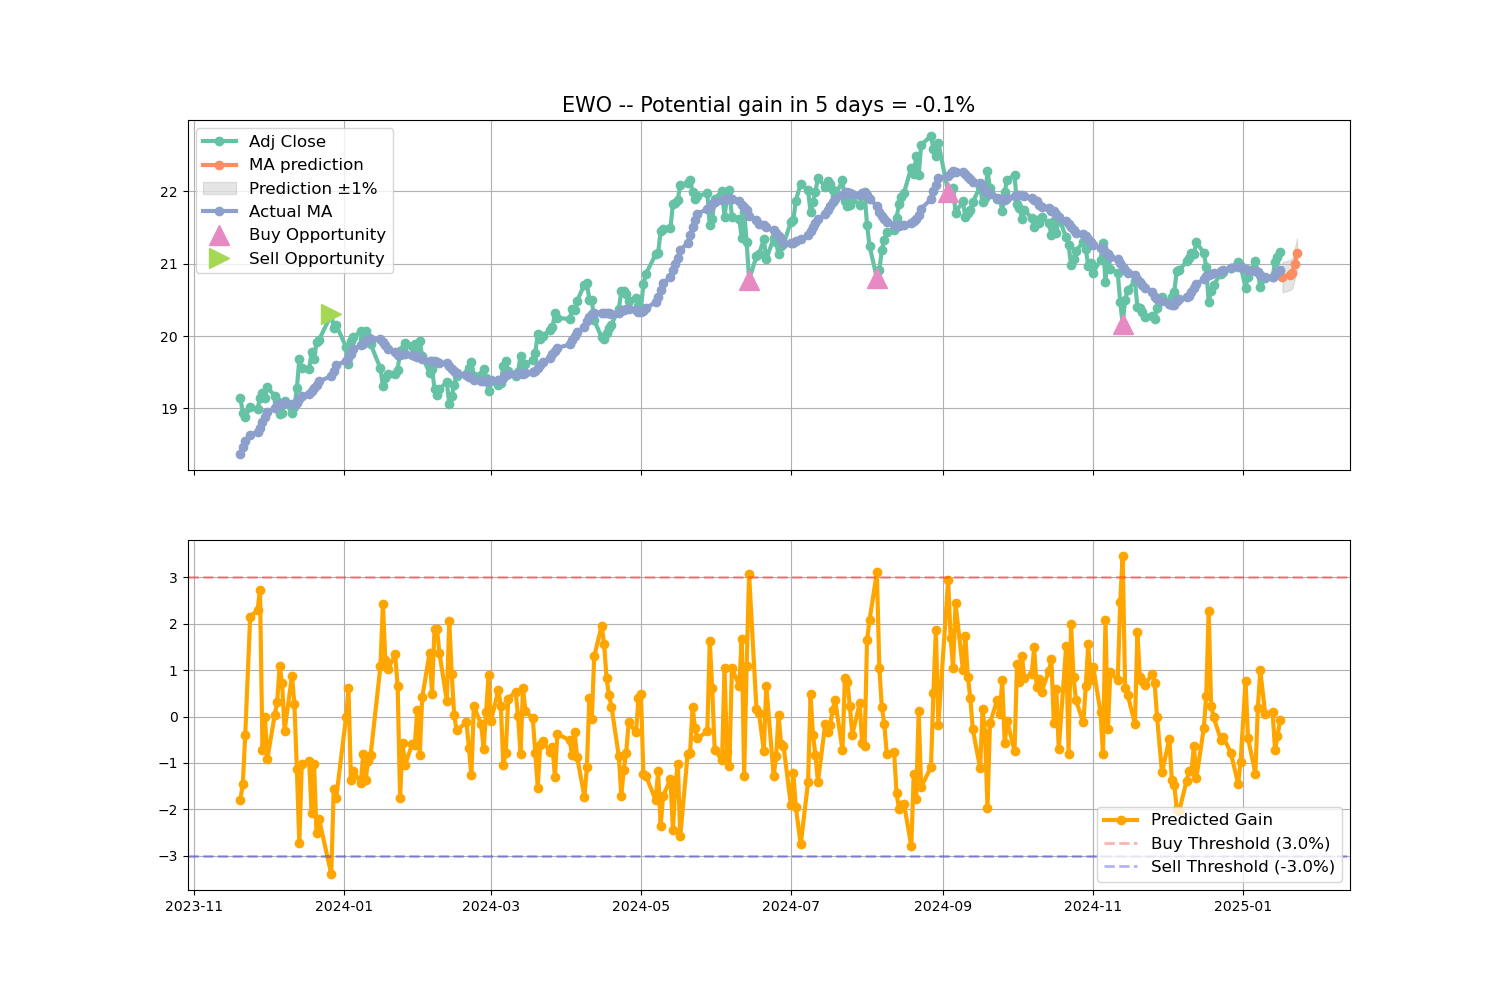 EWO -- Potential gain in 5 days = -0.1%
Adj Close
MA prediction
Prediction ±1%
Actual MA
Buy Opportunity
Sell Opportunity
22
21
20
19
3
2
1
0
−1
−2
−3
Predicted Gain
Buy Threshold (3.0%)
Sell Threshold (-3.0%)
2023-11 2024-01 2024-03 2024-05 2024-07 2024-09 2024-11 2025-01